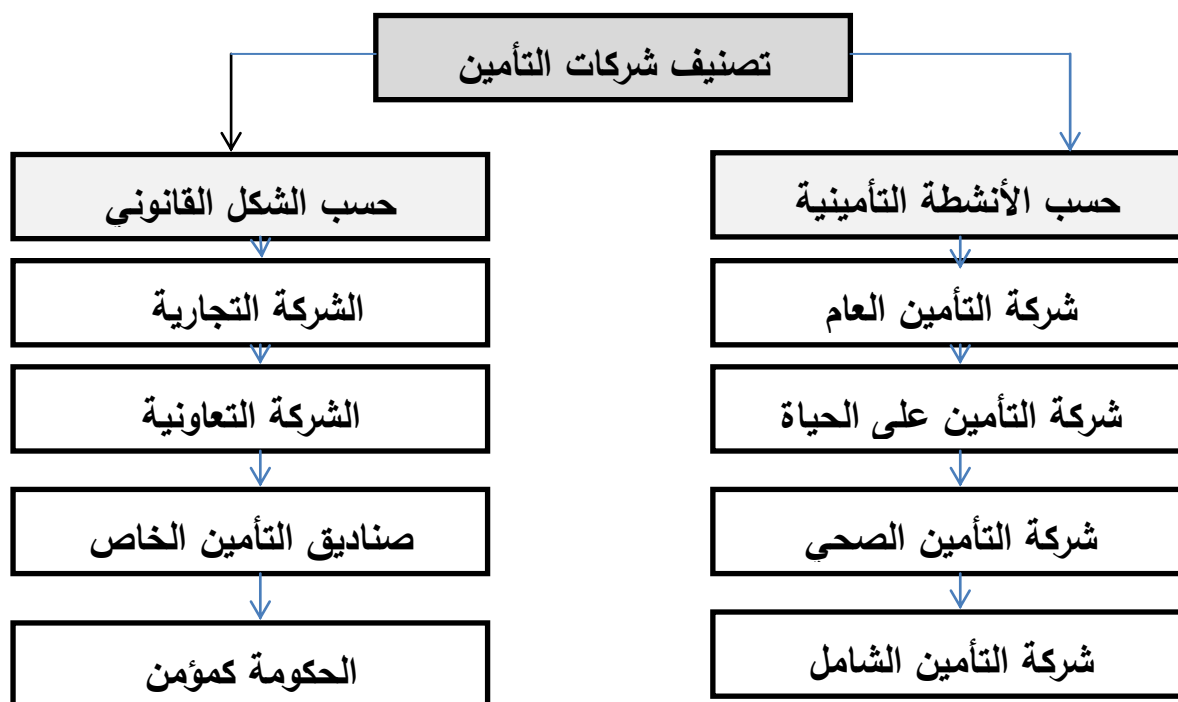 تصنيف شركات التأمين
حسب الأنشطة التأمينية
شركة التأمين العام
شركة التأمين على الحياة
شركة التأمين الصحي
شركة التأمين الشامل
حسب الشكل القانوني
الشركة التجارية
الشركة التعاونية
صناديق التأمين الخاص
الحكومة كمؤمن